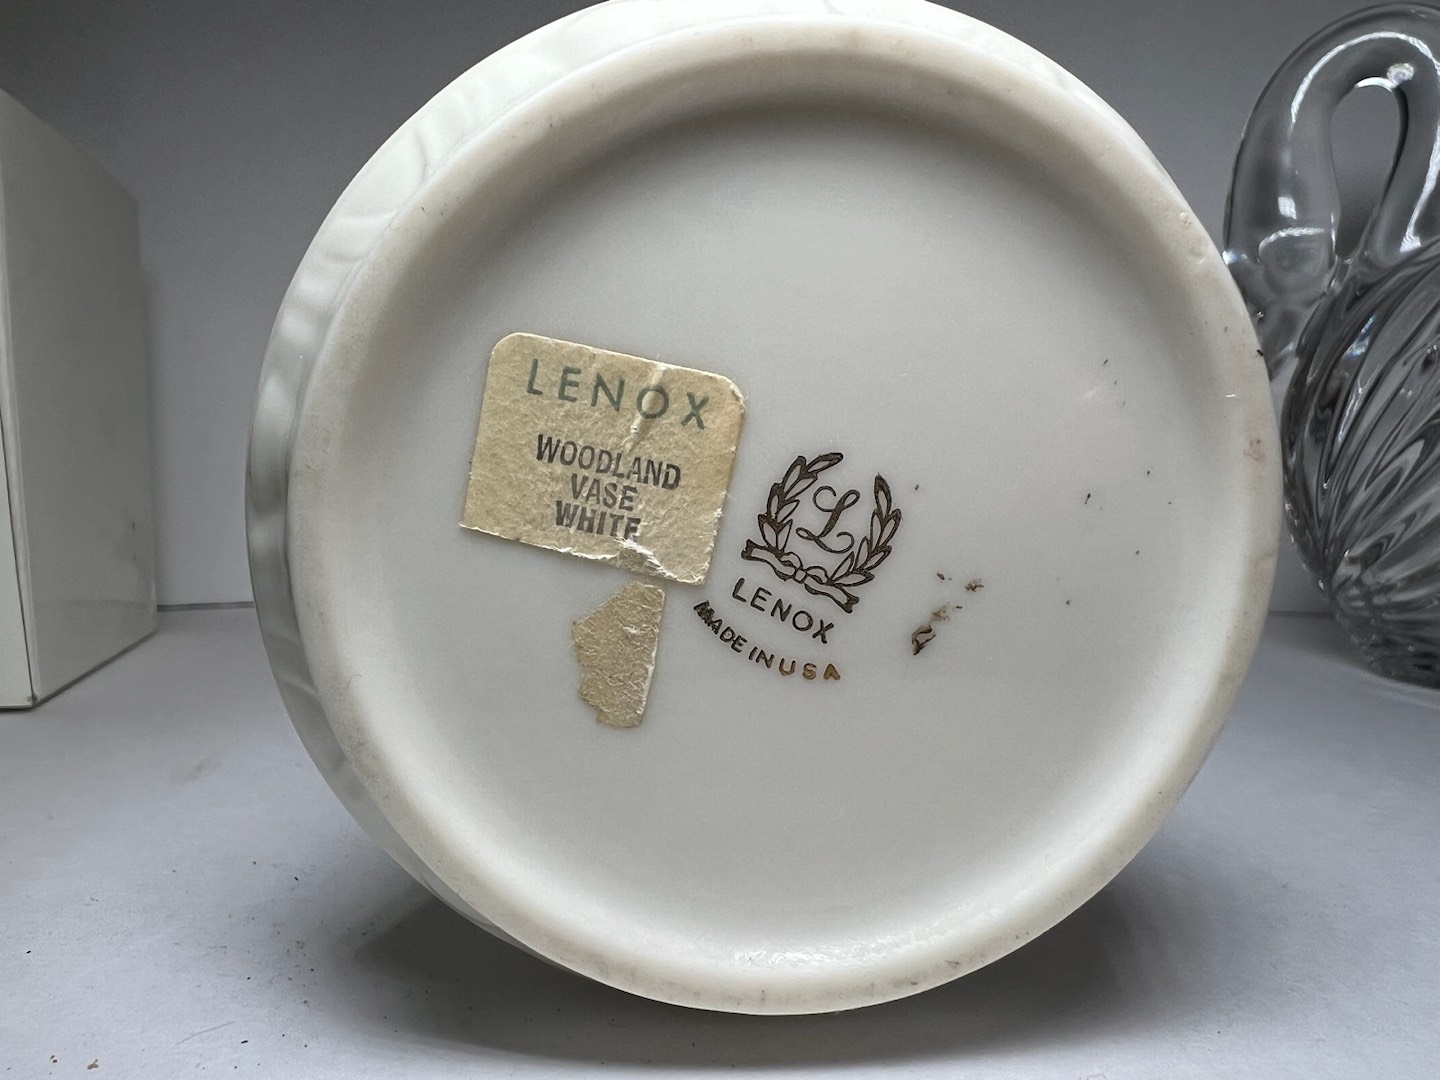 LENOX
WOODLAND
VASE
WHITE
L
LENOX
MADE IN USA